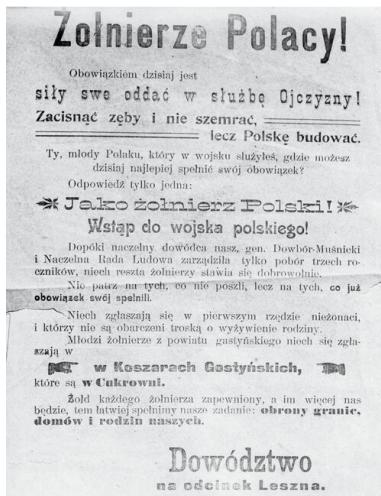 Żołnierze Polacy!
Obowiązkiem dzisiaj jest
siły swe oddać w służbę Ojczyzny!
Zacisnąć zęby i nie szemrać,
lecz Polskę budować.
Ty, młody Polaku, który w wojsku służyłeś, gdzie możesz
dzisiaj najlepiej spełnić swój obowiązek?
Odpowiedź tylko jedna:
Jako żołnierz Polski!
Wstąp do wojska polskiego!
Dopóki naczelny dowódca nasz, gen. Dowbór-Muśnicki
i Naczelna Rada Ludowa zarządziła tylko pobór trzech ro-
czników, niech reszta żołnierzy stawia się dobrowolnie.
Nie patrz na tych, co nie poszli, lecz na tych, co już
obowiązek swój spełnili.
Niech zgłaszają się w pierwszym rzędzie nieżonaci,
i którzy nie są obarczeni troską o wyżywienie rodziny.
Młodzi żołnierze z powiatu gostyńskiego niech się zgła-
szają w
w Koszarach Gostyńskich,
które są w Cukrowni.
Żołd każdego żołnierza zapewniony, a im więcej nas
będzie, tem łatwiej spełnimy nasze zadanie: obrony granic,
domów i rodzin naszych.
Dowództwo
na odcinek Leszna.